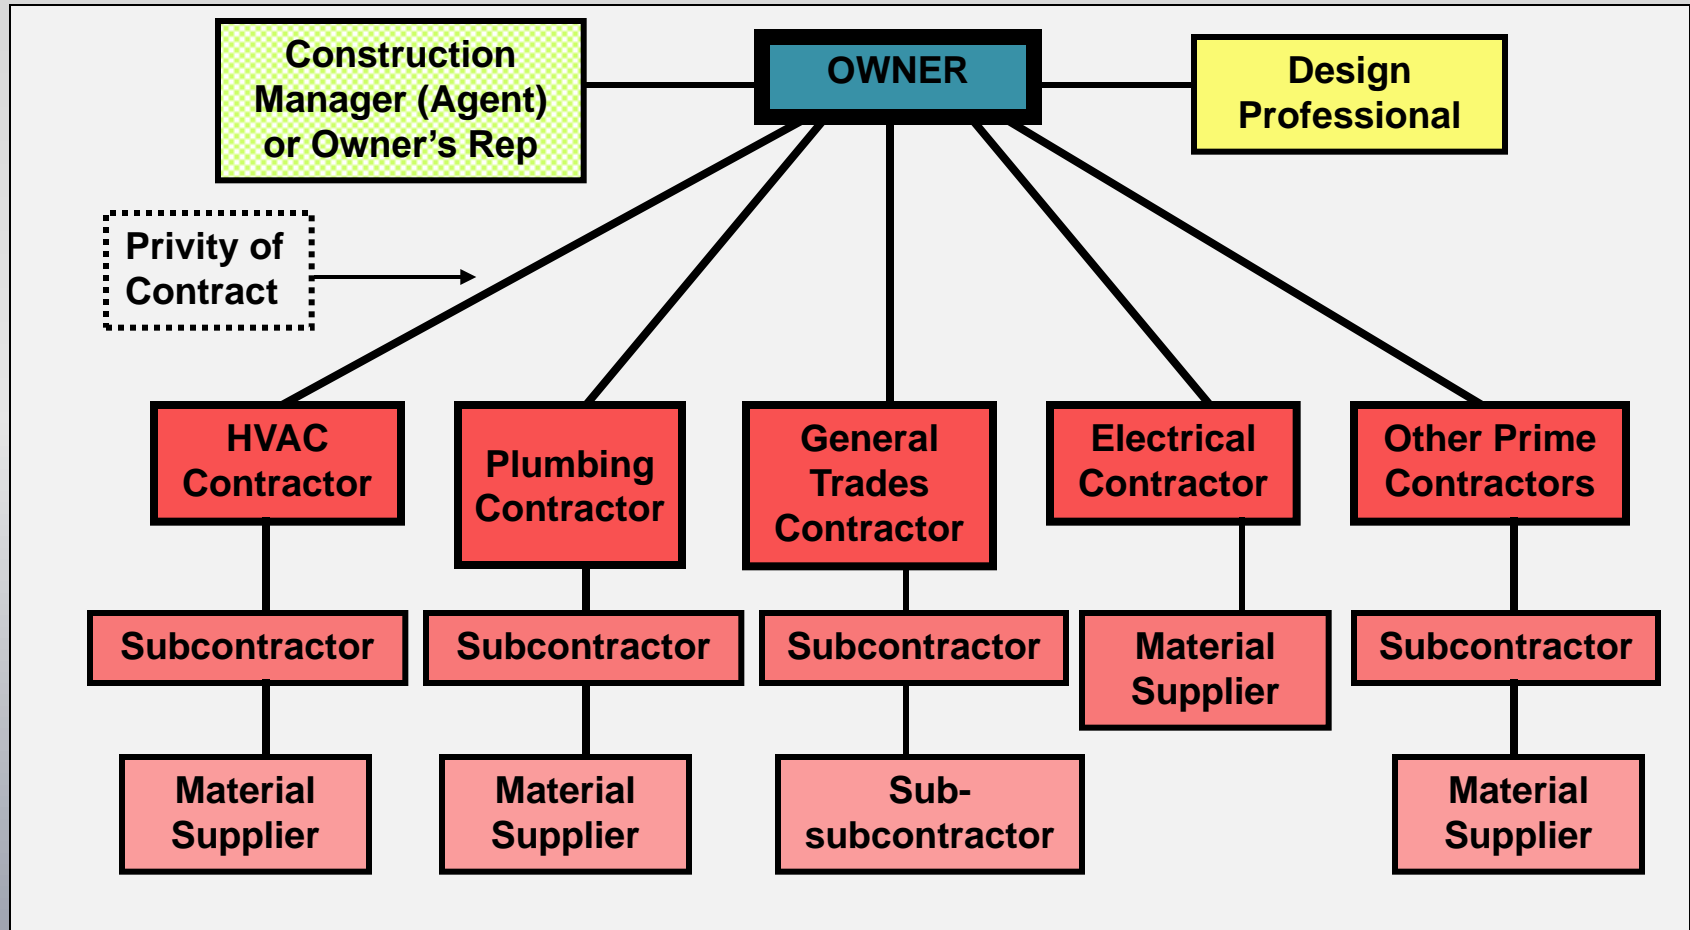 Construction
Manager (Agent)
or Owner's Rep
OWNER
Design
Professional
Privity of
Contract
HVAC
Contractor
Plumbing
Contractor
General
Trades
Contractor
Electrical
Contractor
Other Prime
Contractors
Subcontractor
Subcontractor
Subcontractor
Material
Supplier
Subcontractor
Material
Supplier
Material
Supplier
Sub-
subcontractor
Material
Supplier